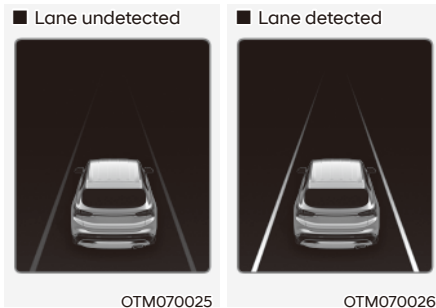 ■ Lane undetected
■ Lane detected
OTM070025
OTM070026